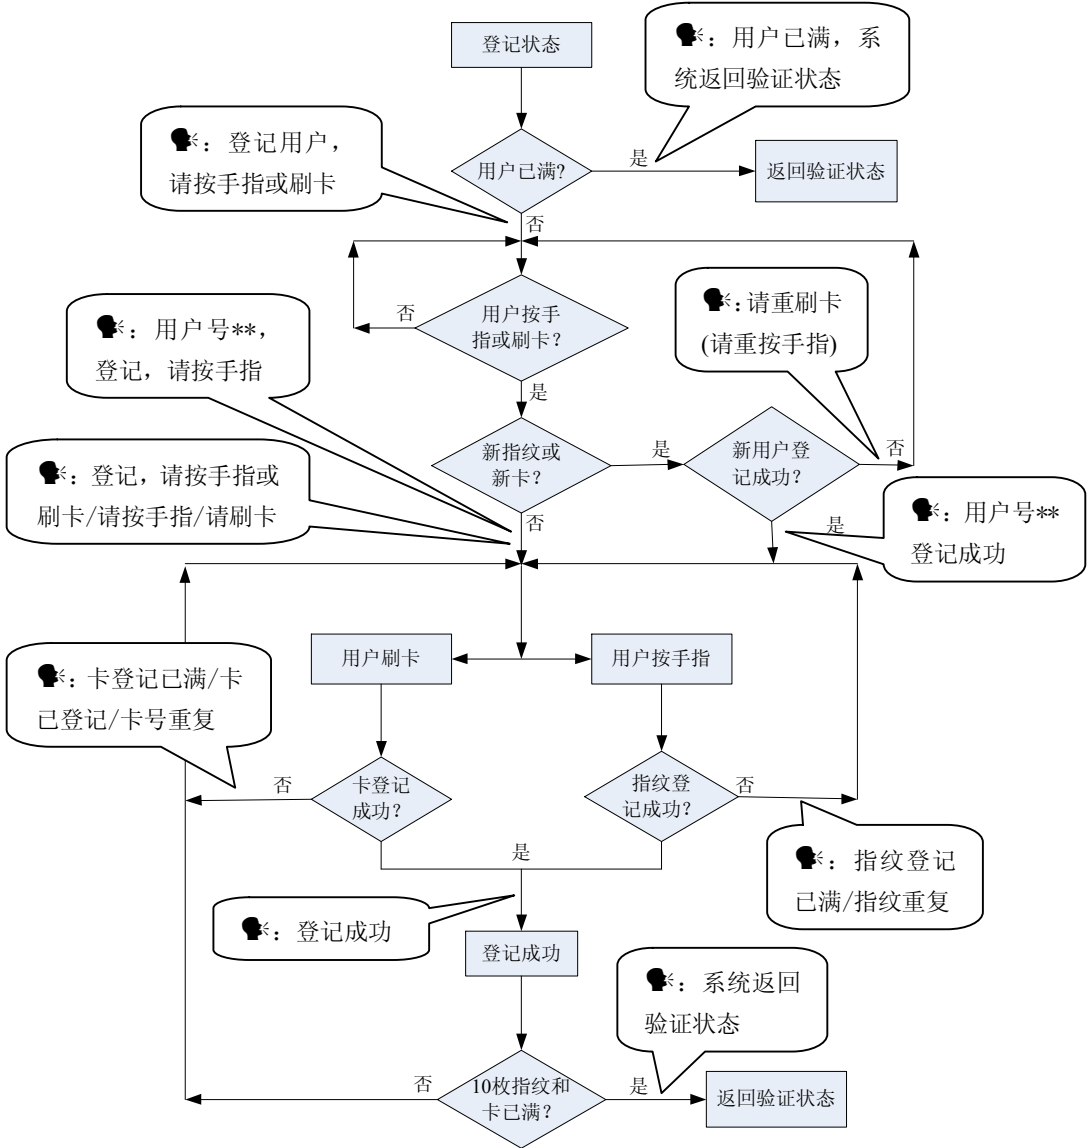 登记状态
：用户已满，系
统返回验证状态
：登记用户，
请按手指或刷卡
用户已满?
是
返回验证状态
否
用户按手
指或刷卡？
否
：请重刷卡
(请重按手指)
：用户号**，
登记，请按手指
是
新指纹或
新卡？
是
新用户登
记成功？
否
：登记，请按手指或
刷卡/请按手指/请刷卡
否
是
：用户号**
登记成功
用户刷卡
用户按手指
：卡登记已满/卡
已登记/卡号重复
否
卡登记
成功？
指纹登
记成功？
否
是
：指纹登记
已满/指纹重复
：登记成功
登记成功
：系统返回
验证状态
否
10枚指纹和
卡已满？
是
返回验证状态